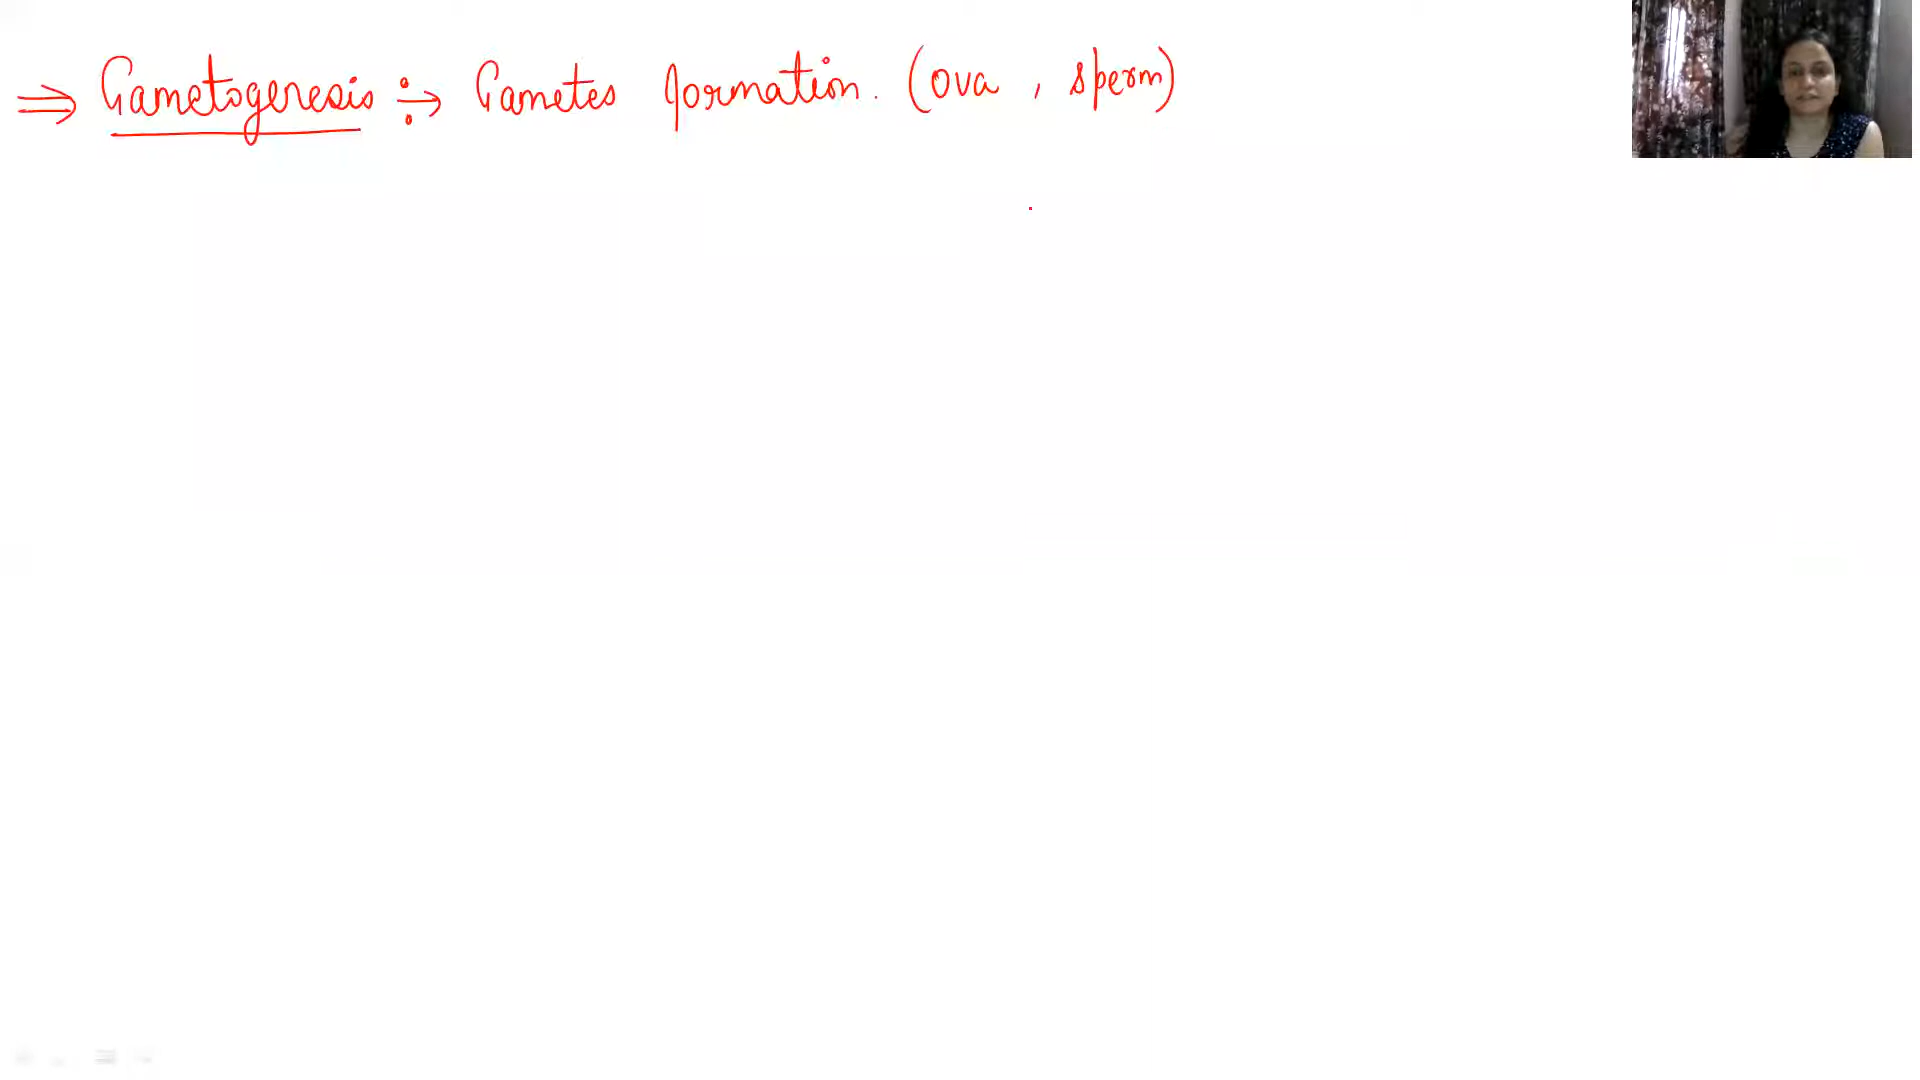 ⇒ Gametogenesis ÷→ Gametes formation. (ova , sperm)